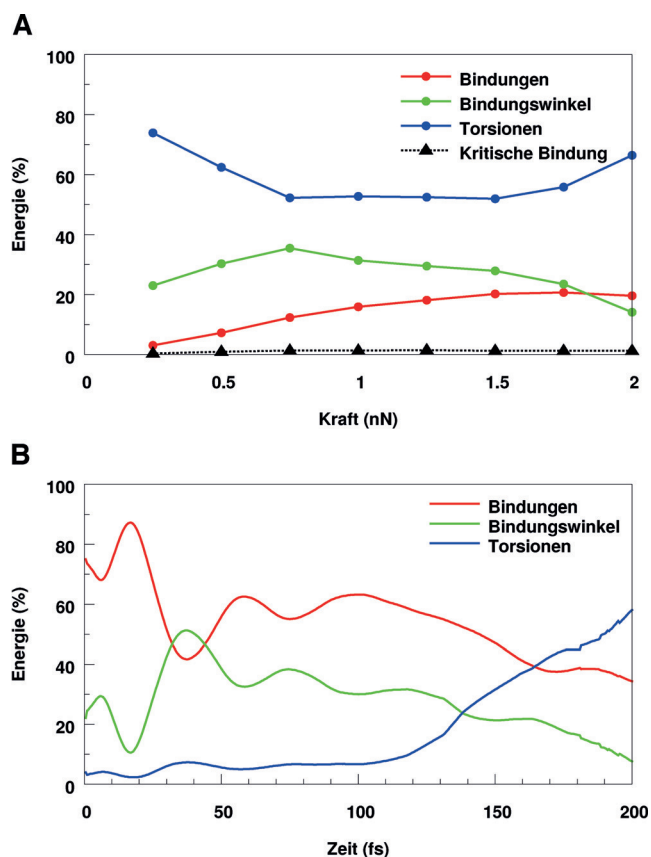 A
100
80
60
40
20
0
Energie (%)
Bindungen
Bindungswinkel
Torsionen
Kritische Bindung
0 0.5 1 1.5 2
Kraft (nN)
B
100
80
60
40
20
0
Energie (%)
Bindungen
Bindungswinkel
Torsionen
0 50 100 150 200
Zeit (fs)